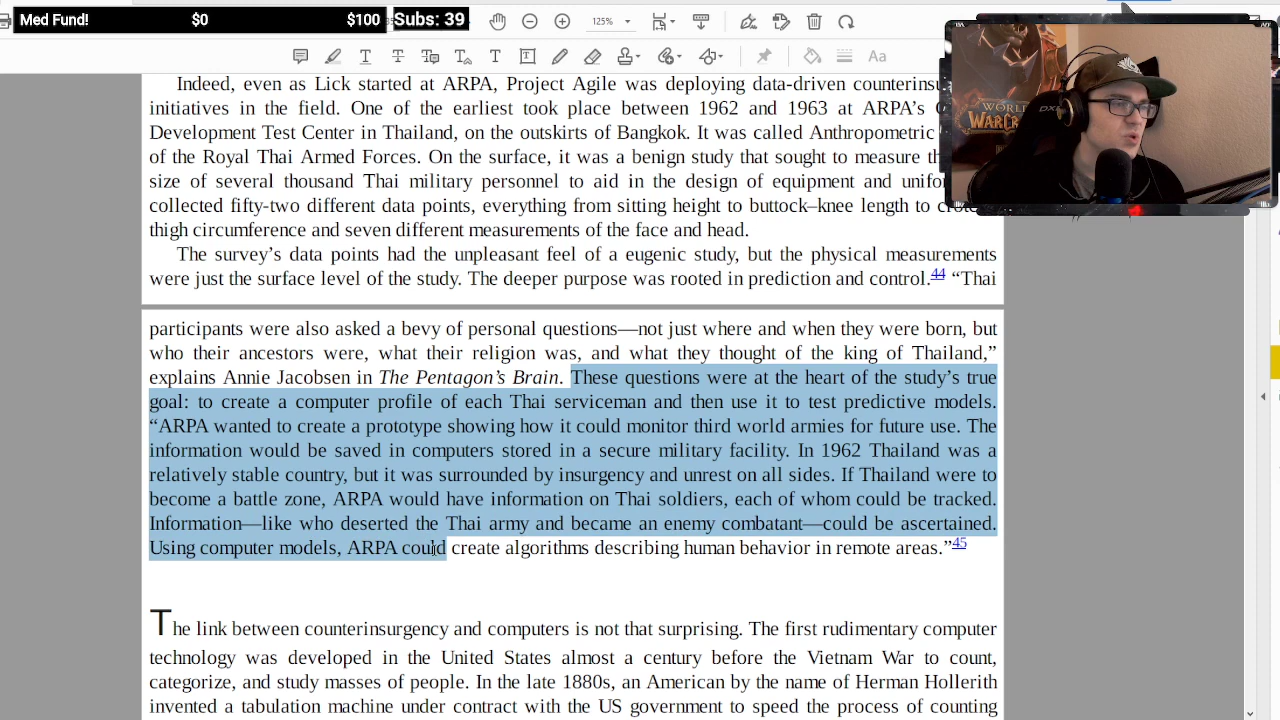 Med Fund! $0 $100 Subs: 39
125%
Aa
Indeed, even as Lick started at ARPA, Project Agile was deploying data-driven
initiatives in the field. One of the earliest took place between 1962 and 1963 at ARPA’s
Development Test Center in Thailand, on the outskirts of Bangkok. It was called Anthropometric
of the Royal Thai Armed Forces. On the surface, it was a benign study that sought to measure
size of several thousand Thai military personnel to aid in the design of equipment and
collected fifty-two different data points, everything from sitting height to buttock–knee length to
thigh circumference and seven different measurements of the face and head.
The survey’s data points had the unpleasant feel of a eugenic study, but the physical measurements
were just the surface level of the study. The deeper purpose was rooted in prediction and control.44 “Thai
participants were also asked a bevy of personal questions—not just where and when they were born, but
who their ancestors were, what their religion was, and what they thought of the king of Thailand,”
explains Annie Jacobsen in The Pentagon’s Brain. These questions were at the heart of the study’s true
goal: to create a computer profile of each Thai serviceman and then use it to test predictive models.
“ARPA wanted to create a prototype showing how it could monitor third world armies for future use. The
information would be saved in computers stored in a secure military facility. In 1962 Thailand was a
relatively stable country, but it was surrounded by insurgency and unrest on all sides. If Thailand were to
become a battle zone, ARPA would have information on Thai soldiers, each of whom could be tracked.
Information—like who deserted the Thai army and became an enemy combatant—could be ascertained.
Using computer models, ARPA could create algorithms describing human behavior in remote areas.”45
The link between counterinsurgency and computers is not that surprising. The first rudimentary computer
technology was developed in the United States almost a century before the Vietnam War to count,
categorize, and study masses of people. In the late 1880s, an American by the name of Herman Hollerith
invented a tabulation machine under contract with the US government to speed the process of counting